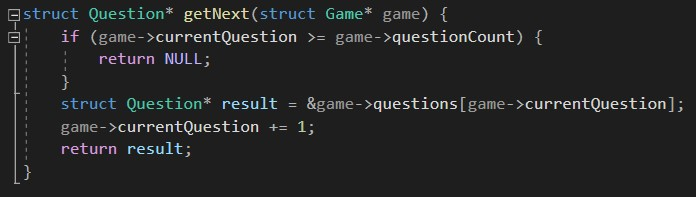 struct Question* getNext(struct Game* game) {
    if (game->currentQuestion >= game->questionCount) {
        return NULL;
    }
    struct Question* result = &game->questions[game->currentQuestion];
    game->currentQuestion += 1;
    return result;
}